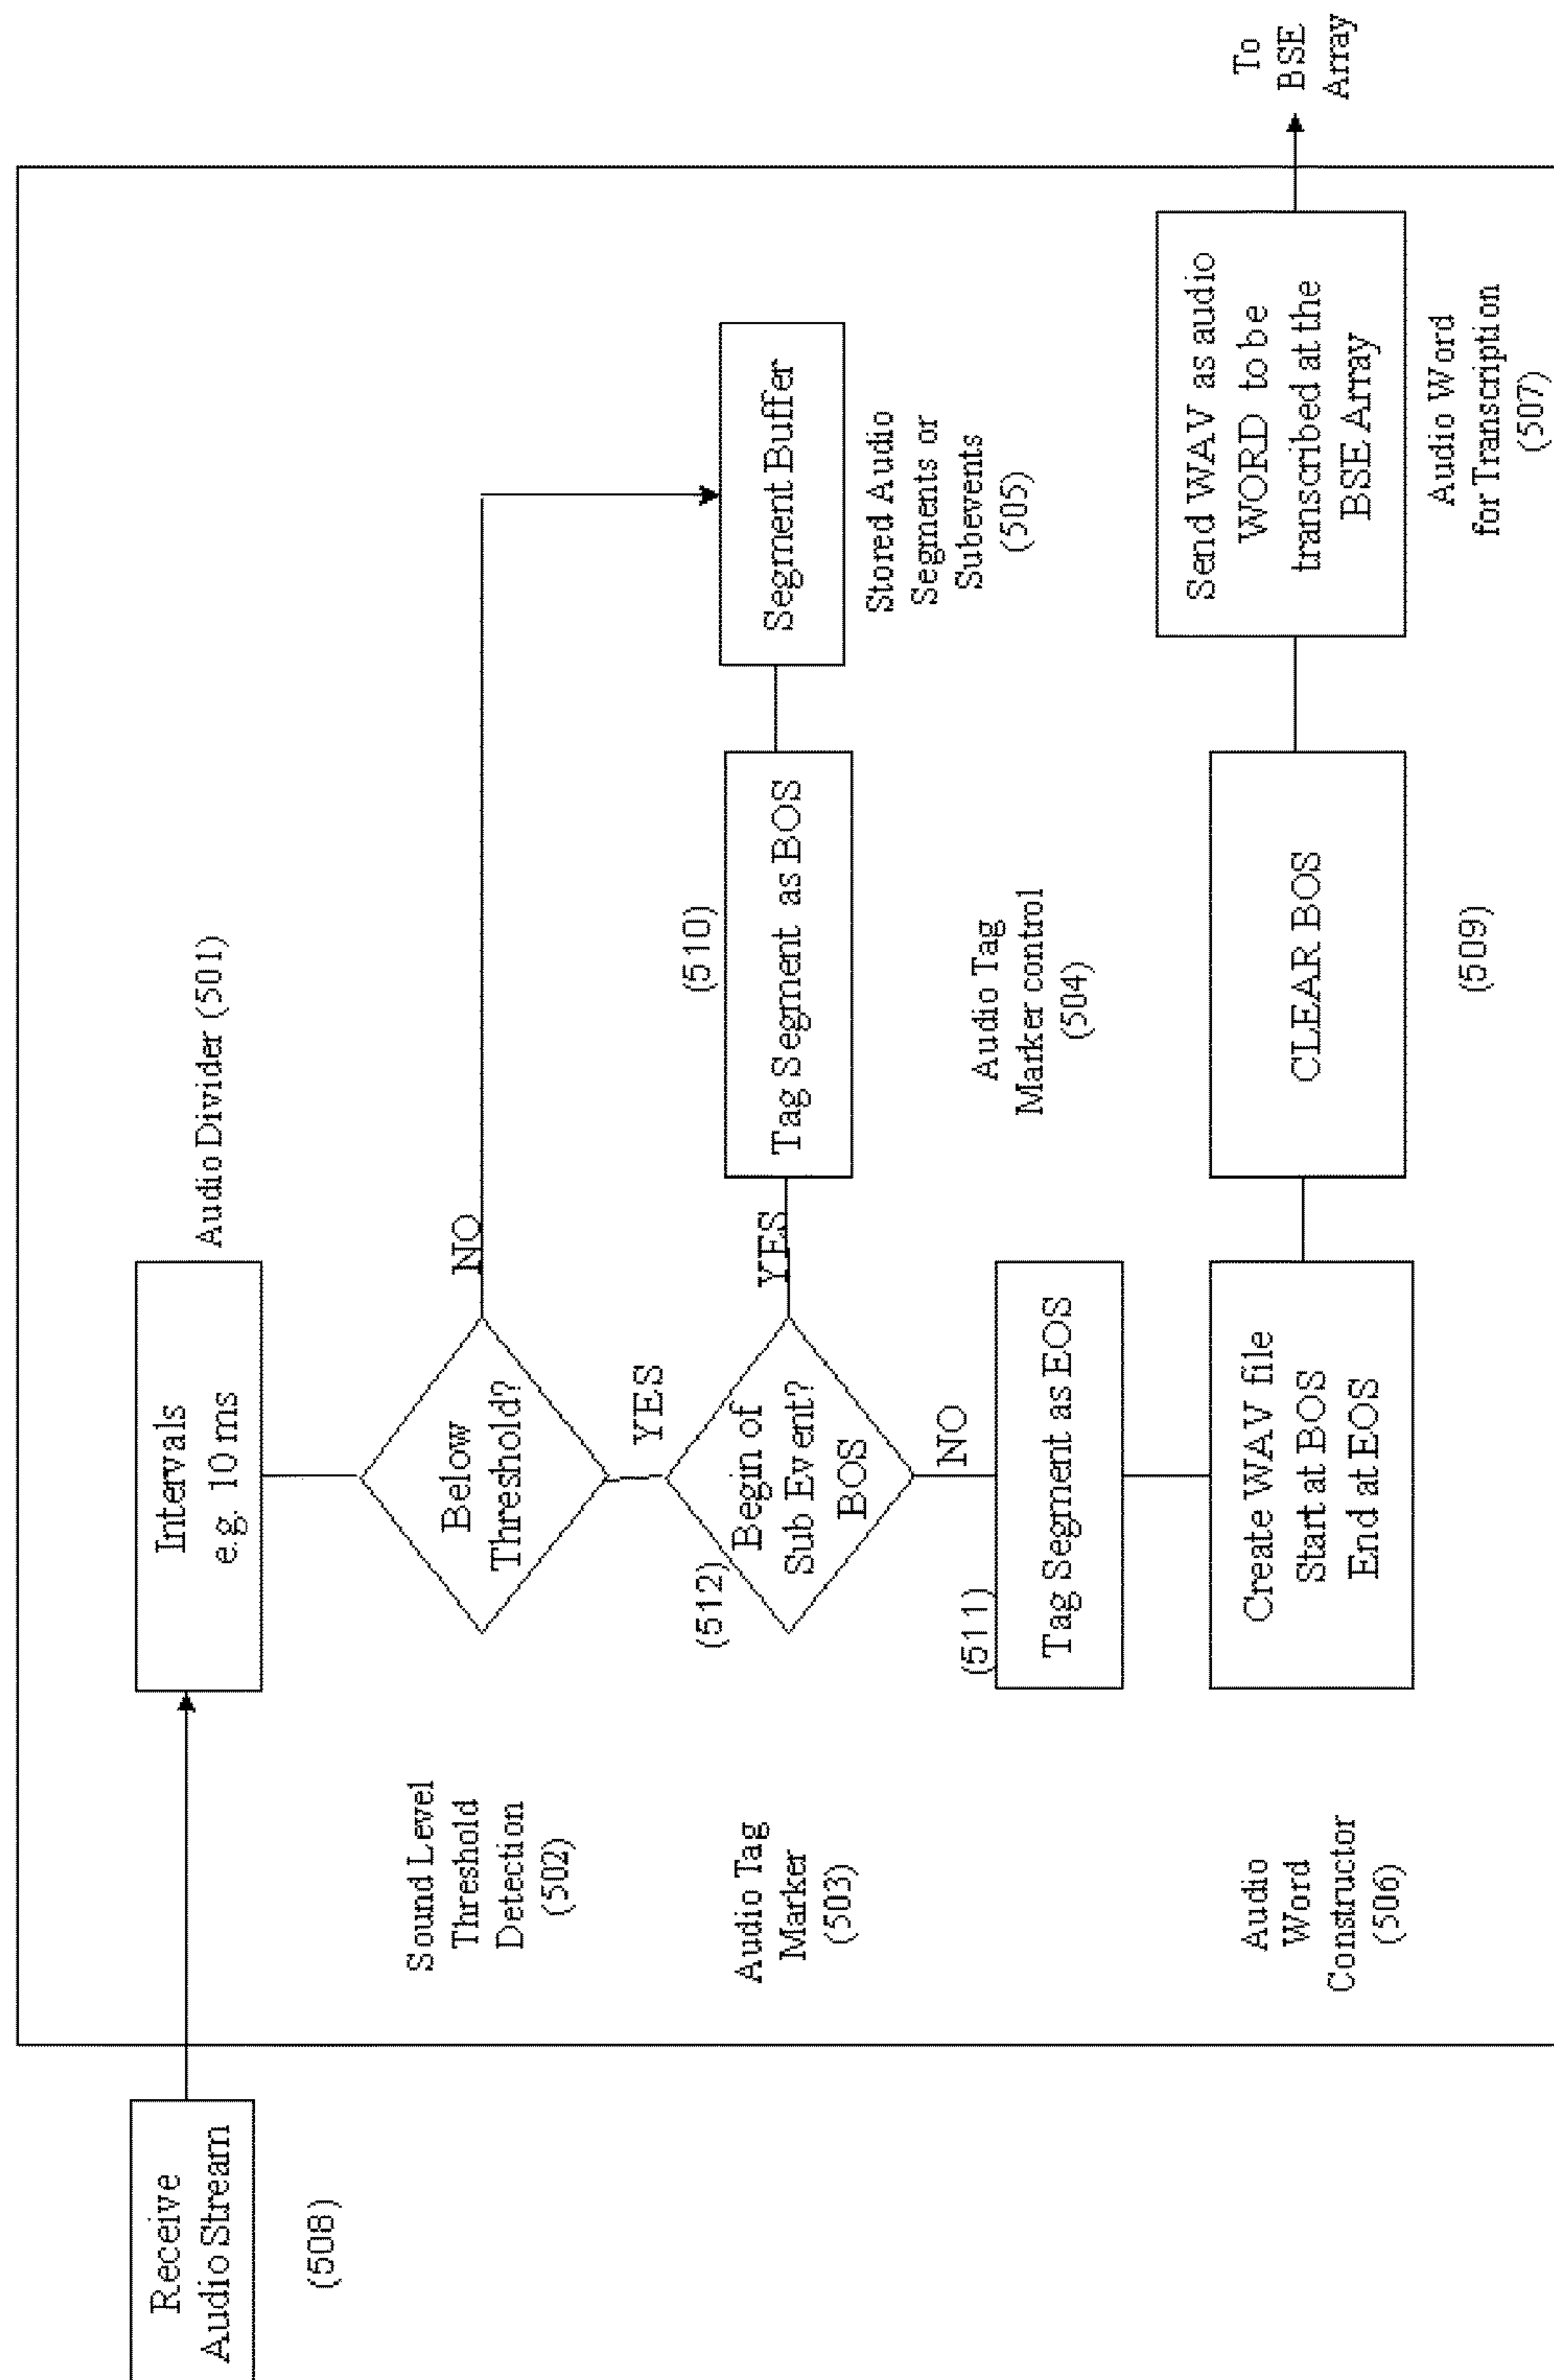 Receive
Audio Stream
(508)
Intervals
e.g. 10 ms
Audio Divider (501)
Sound Level
Threshold
Detection
(502)
Below
Threshold?
NO
YES
Audio Tag
Marker
(503)
(512)
Begin of
Sub Event?
BOS
YES
(510)
Tag Segment as BOS
Segment Buffer
Stored Audio
Segments or
Subevents
(505)
NO
(511)
Tag Segment as EOS
Audio Tag
Marker control
(504)
Audio
Word
Constructor
(506)
Create WAV file
Start at BOS
End at EOS
CLEAR BOS
(509)
Send WAV as audio
WORD to be
transcribed at the
BSE Array
Audio Word
for Transcription
(507)
To
BSE
Array